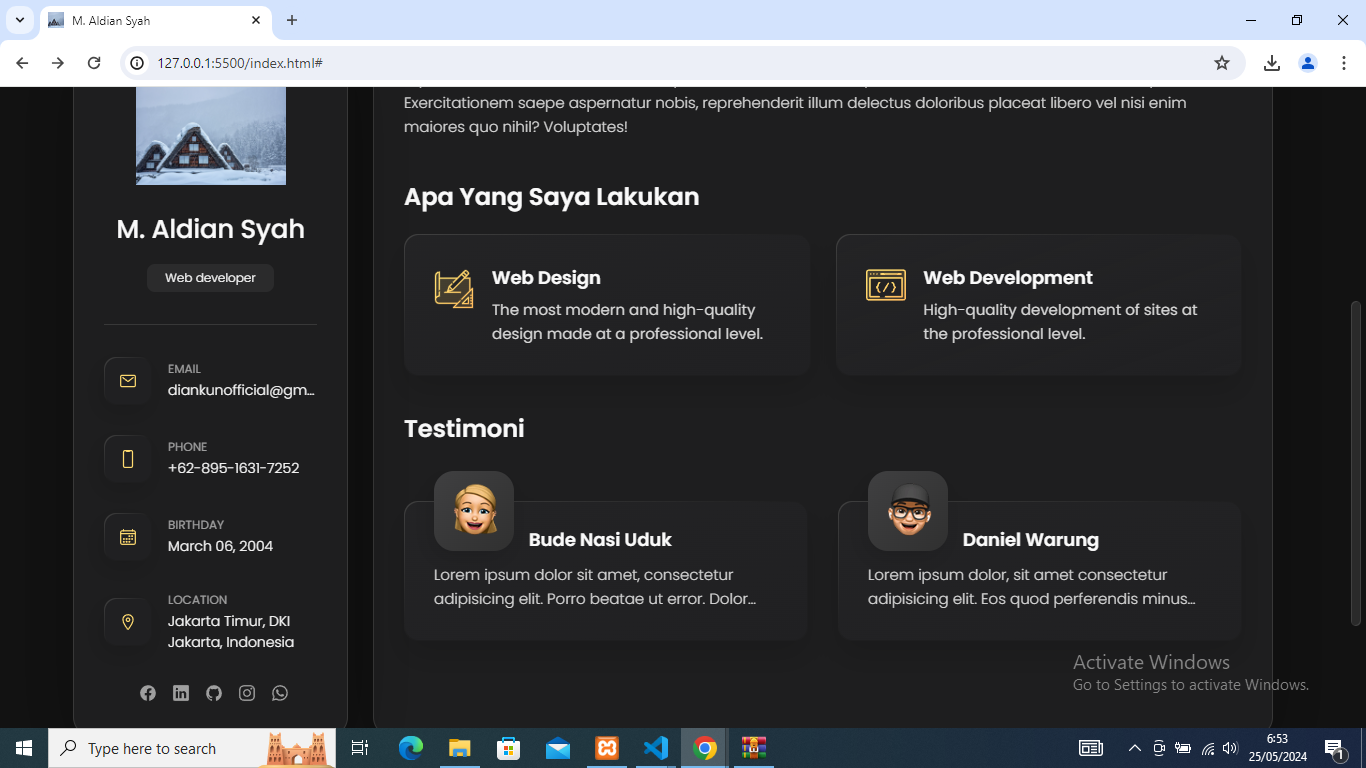 M. Aldian Syah
127.0.0.1:5500/index.html#
Exercitationem saepe aspernatur nobis, reprehenderit illum delectus doloribus placeat libero vel nisi enim
maiores quo nihil? Voluptates!
M. Aldian Syah
Web developer
EMAIL
diankunofficial@gm...
PHONE
+62-895-1631-7252
BIRTHDAY
March 06, 2004
LOCATION
Jakarta Timur, DKI
Jakarta, Indonesia
Apa Yang Saya Lakukan
Web Design
The most modern and high-quality
design made at a professional level.
Web Development
High-quality development of sites at
the professional level.
Testimoni
Bude Nasi Uduk
Lorem ipsum dolor sit amet, consectetur
adipisicing elit. Porro beatae ut error. Dolor...
Daniel Warung
Lorem ipsum dolor, sit amet consectetur
adipisicing elit. Eos quod perferendis minus...
Activate Windows
Go to Settings to activate Windows.
Type here to search
6:53
25/05/2024
1